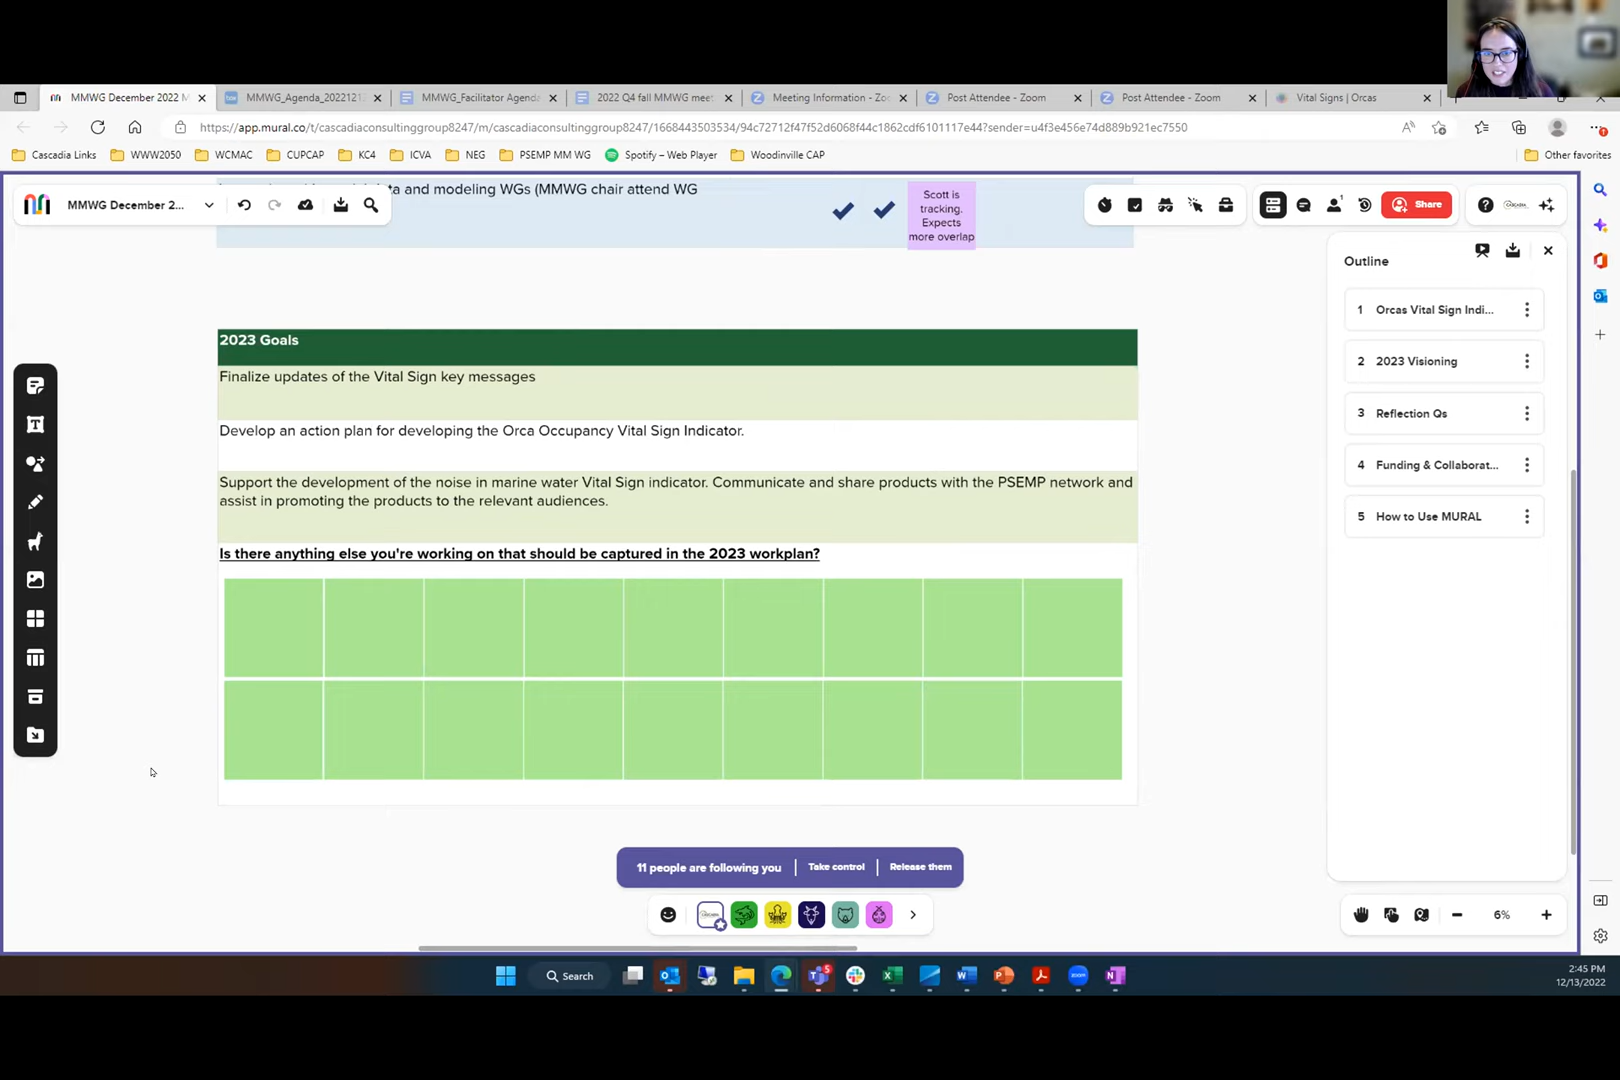 MMWG December 2022 M
MMWG_Agenda_20221213
MMWG_Facilitator Agenda
2022 Q4 fall MMWG meet
Meeting Information - Zoo
Post Attendee - Zoom
Post Attendee - Zoom
Vital Signs | Orcas
https://app.mural.co/t/cascadiaconsultinggroup8247/m/cascadiaconsultinggroup8247/1668443503534/94c72712f47f52d6068f44c1862cdf6101117e44?sender=u4f3e456e74d889b921ec7550
Cascadia Links
WWW2050
WCMAC
CUPCAP
KC4
ICVA
NEG
PSEMP MM WG
Spotify – Web Player
Woodinville CAP
Other favorites
MMWG December 2...
and modeling WGs (MMWG chair attend WG
Scott is
tracking.
Expects
more overlap
Share
Outline
1 Orcas Vital Sign Indi...
2 2023 Visioning
3 Reflection Qs
4 Funding & Collaborat...
5 How to Use MURAL
2023 Goals
Finalize updates of the Vital Sign key messages
Develop an action plan for developing the Orca Occupancy Vital Sign Indicator.
Support the development of the noise in marine water Vital Sign indicator. Communicate and share products with the PSEMP network and
assist in promoting the products to the relevant audiences.
Is there anything else you're working on that should be captured in the 2023 workplan?
11 people are following you
Take control
Release them
6%
Search
2:45 PM
12/13/2022